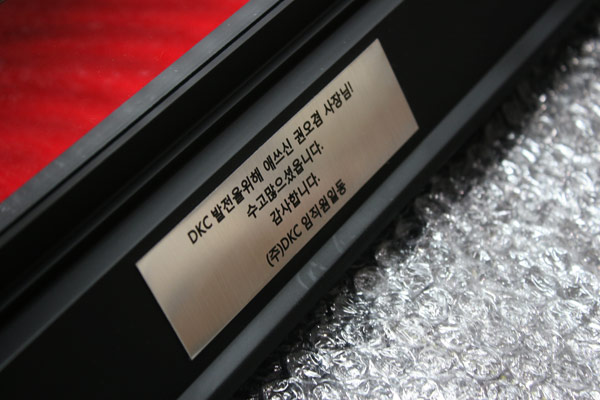 DKC 발전을위해 애쓰신 권오겸 사장님!
수고많으셨읍니다.
감사합니다.
(주)DKC 임직원일동